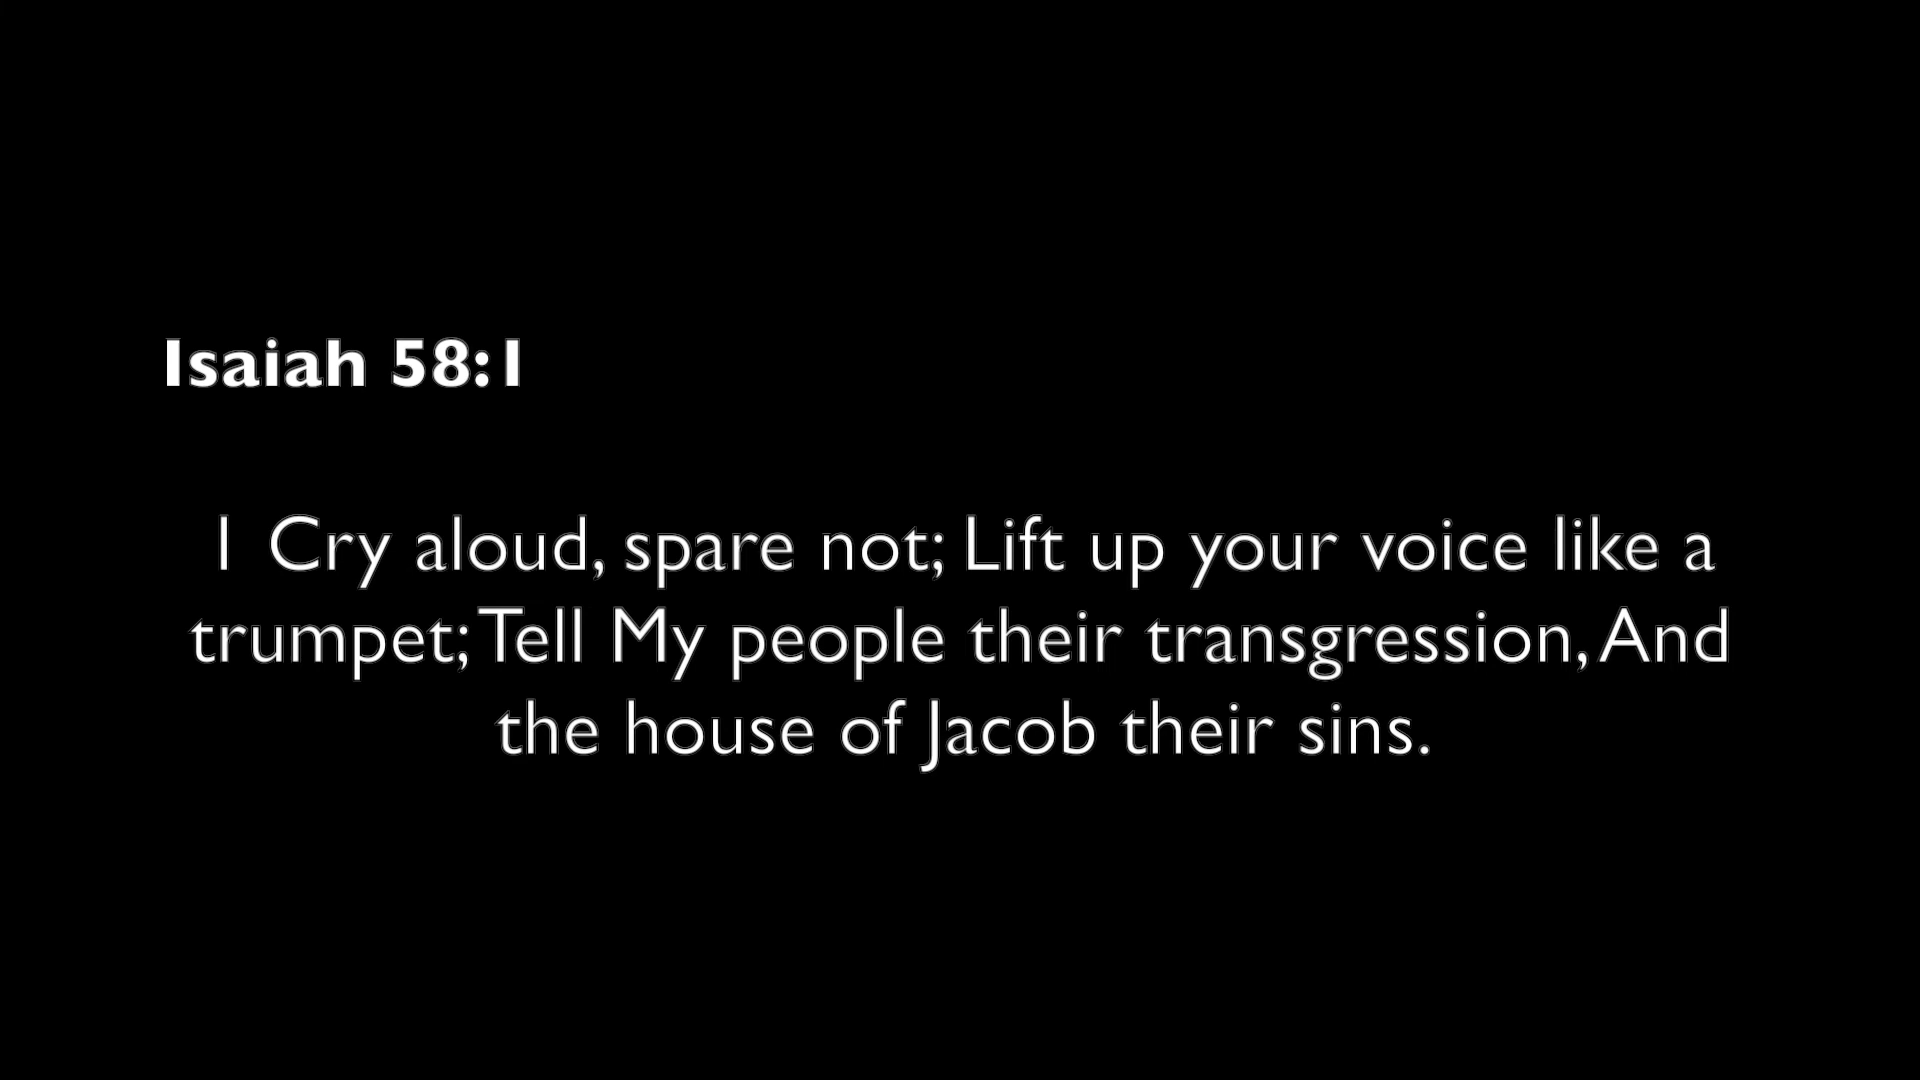 Isaiah 58:1
1 Cry aloud, spare not; Lift up your voice like a
trumpet; Tell My people their transgression, And
the house of Jacob their sins.